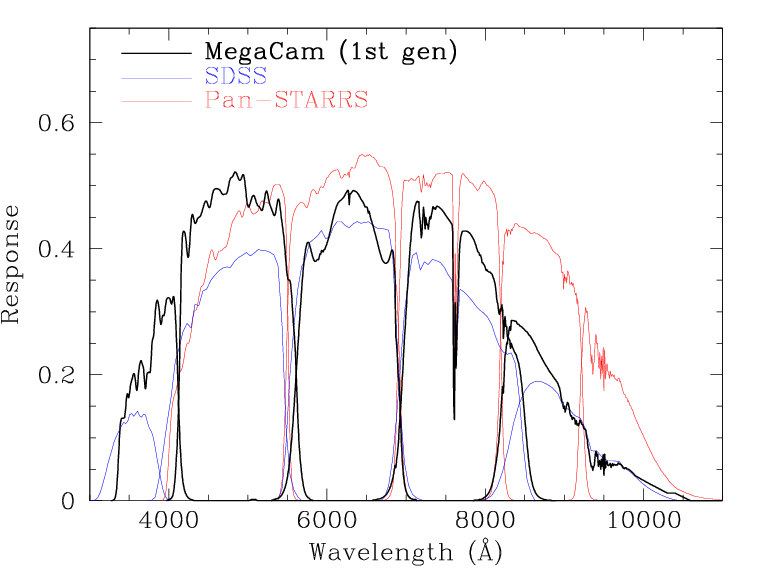 MegaCam (1st gen)
SDSS
Pan-STARRS
0.6
0.4
0.2
0
Response
4000 6000 8000 10000
Wavelength (Å)